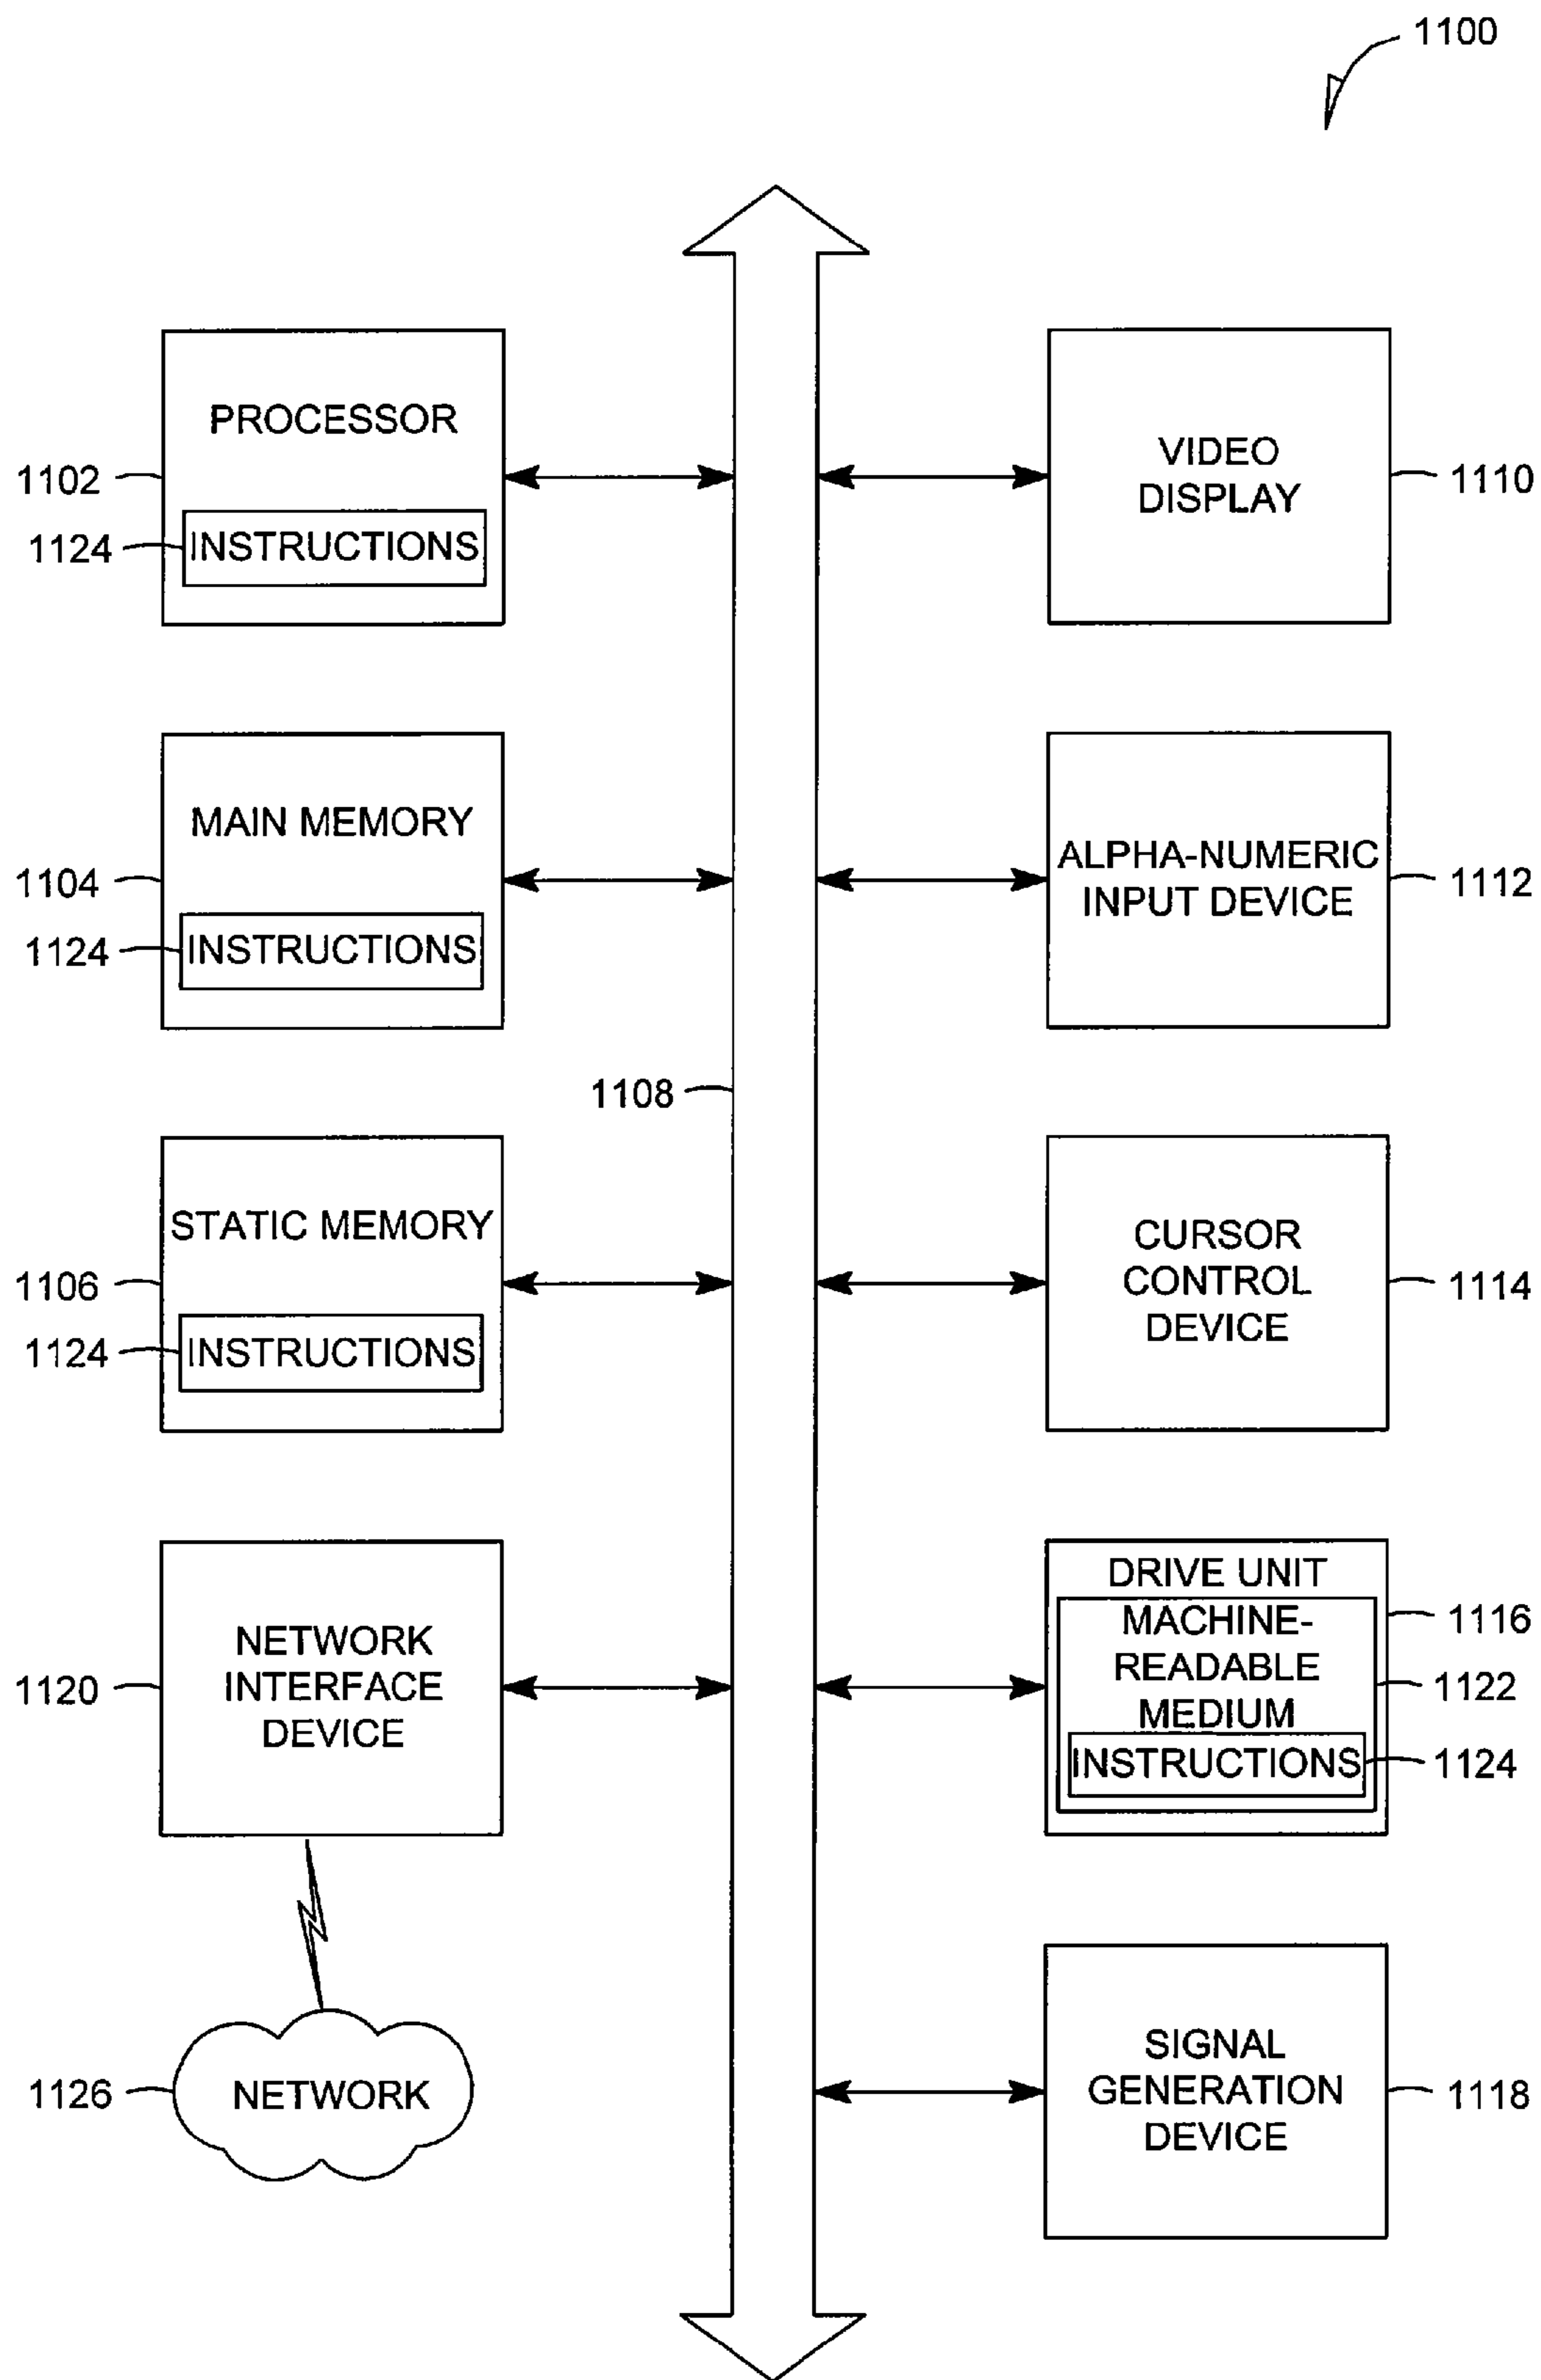 1100
PROCESSOR
1102
1124
INSTRUCTIONS
VIDEO
DISPLAY
1110
MAIN MEMORY
1104
1124
INSTRUCTIONS
ALPHA-NUMERIC
INPUT DEVICE
1112
1108
STATIC MEMORY
1106
1124
INSTRUCTIONS
CURSOR
CONTROL
DEVICE
1114
NETWORK
INTERFACE
DEVICE
1120
DRIVE UNIT
1116
MACHINE-
READABLE
MEDIUM
1122
INSTRUCTIONS
1124
1126
NETWORK
SIGNAL
GENERATION
DEVICE
1118